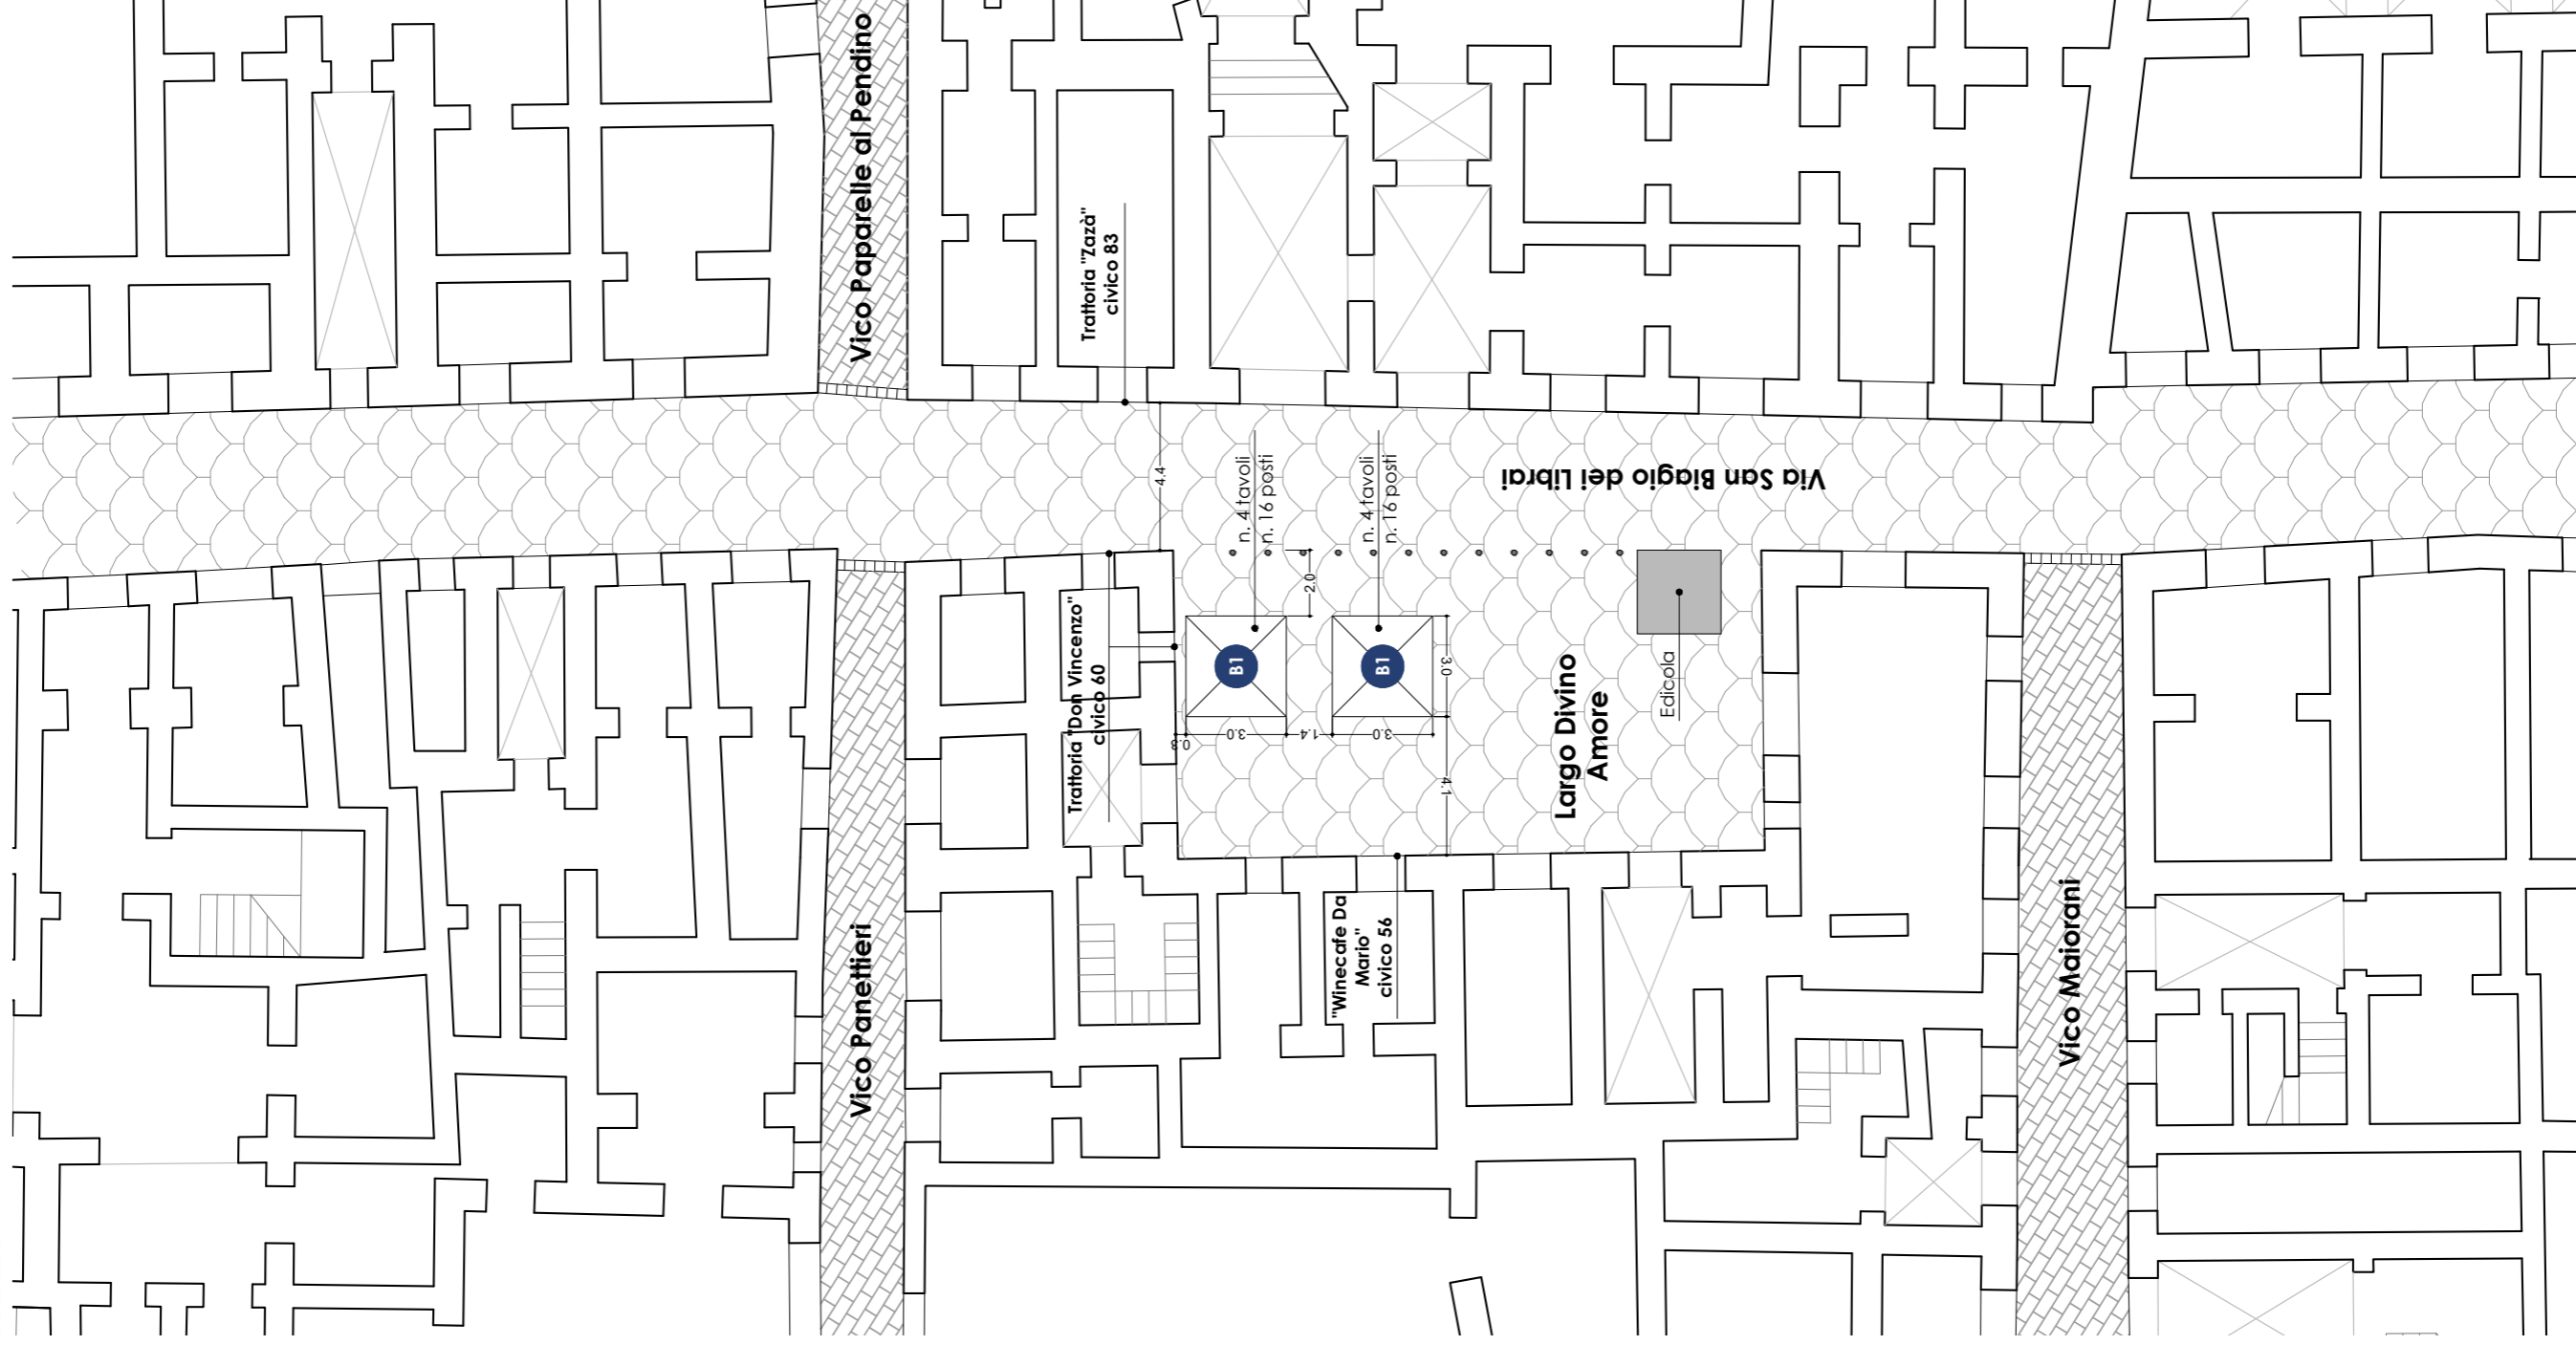 Vico Paparelle al Pendino
Trattoria "Zazà"
civico 83
4.4
n. 4 tavoli
n. 16 posti
n. 4 tavoli
n. 16 posti
Via San Biagio dei Librai
2.0
Trattoria "Don Vincenzo"
civico 60
B1
B1
3.0
0.3
3.0
1.4
3.0
4.1
Largo Divino
Amore
Edicola
"Winecafe Da
Mario"
civico 56
Vico Panettieri
Vico Maiorani